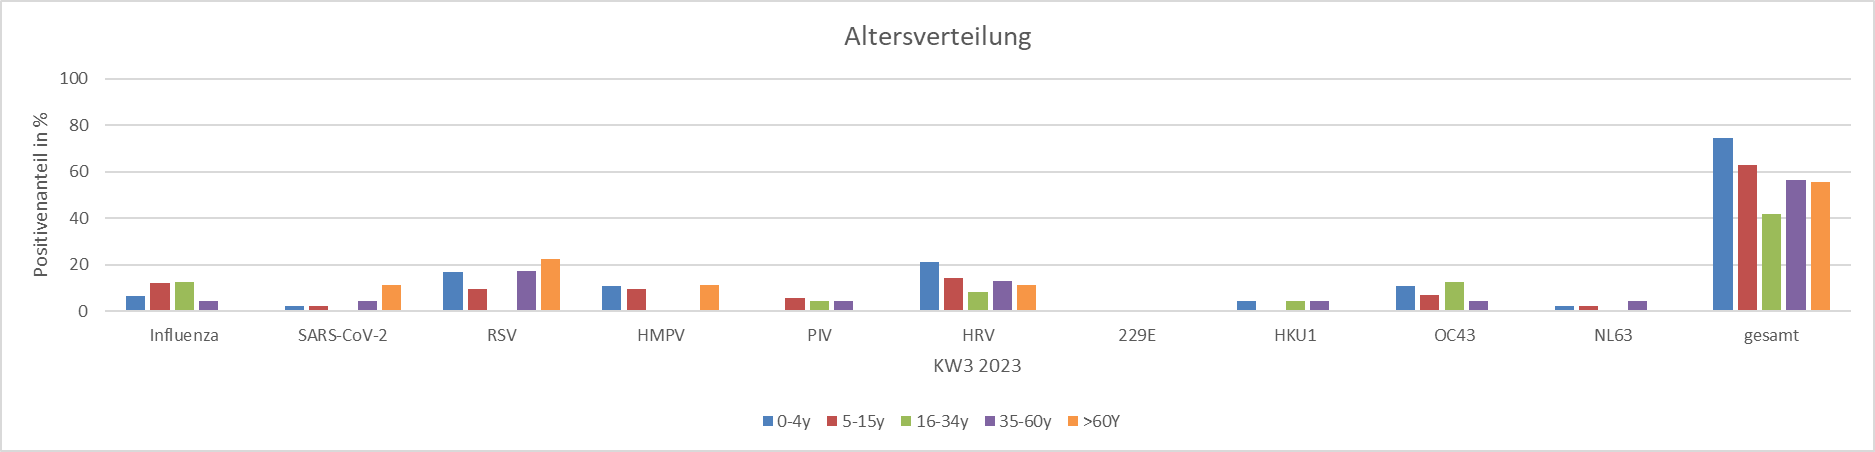 Altersverteilung
Positivenanteil in %
100
80
60
40
20
0
Influenza SARS-CoV-2 RSV HMPV PIV HRV 229E HKU1 OC43 NL63 gesamt
KW3 2023
0-4y 5-15y 16-34y 35-60y >60Y